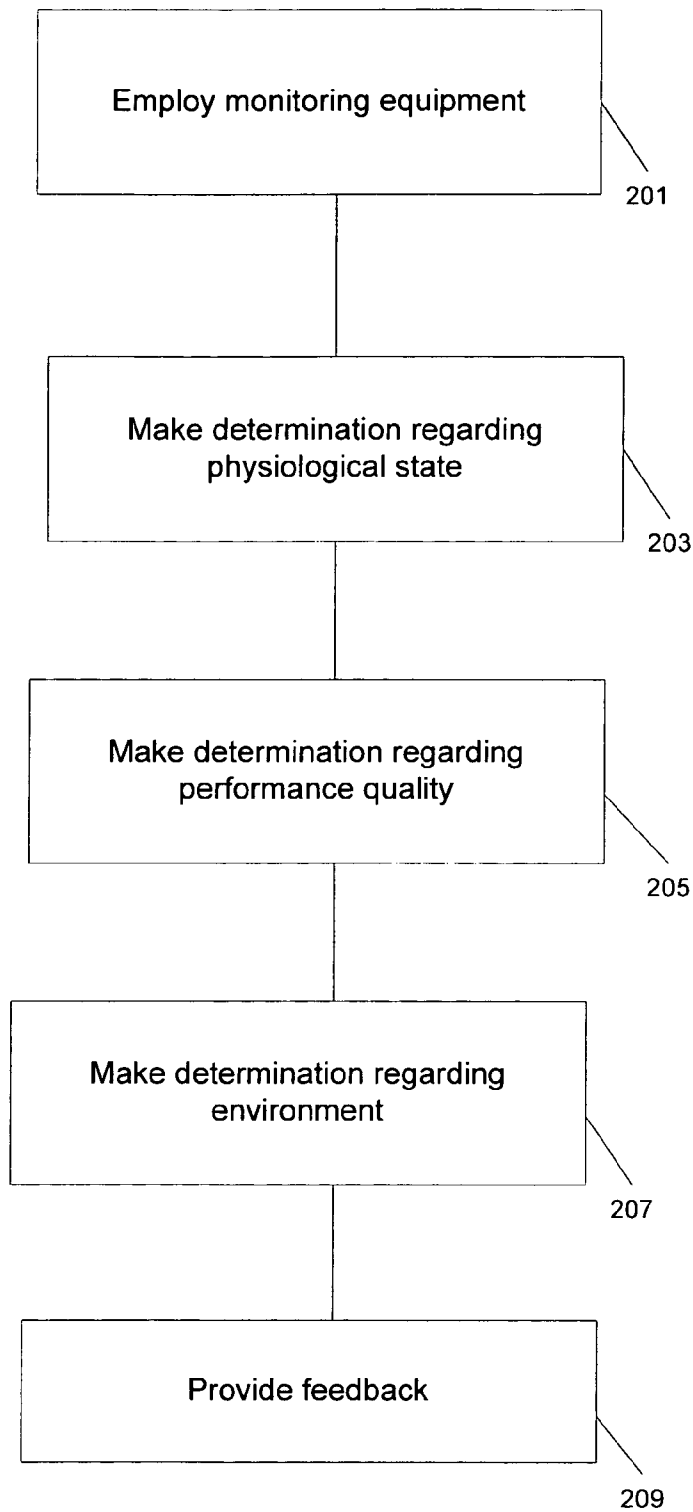 Employ monitoring equipment
201
Make determination regarding
physiological state
203
Make determination regarding
performance quality
205
Make determination regarding
environment
207
Provide feedback
209